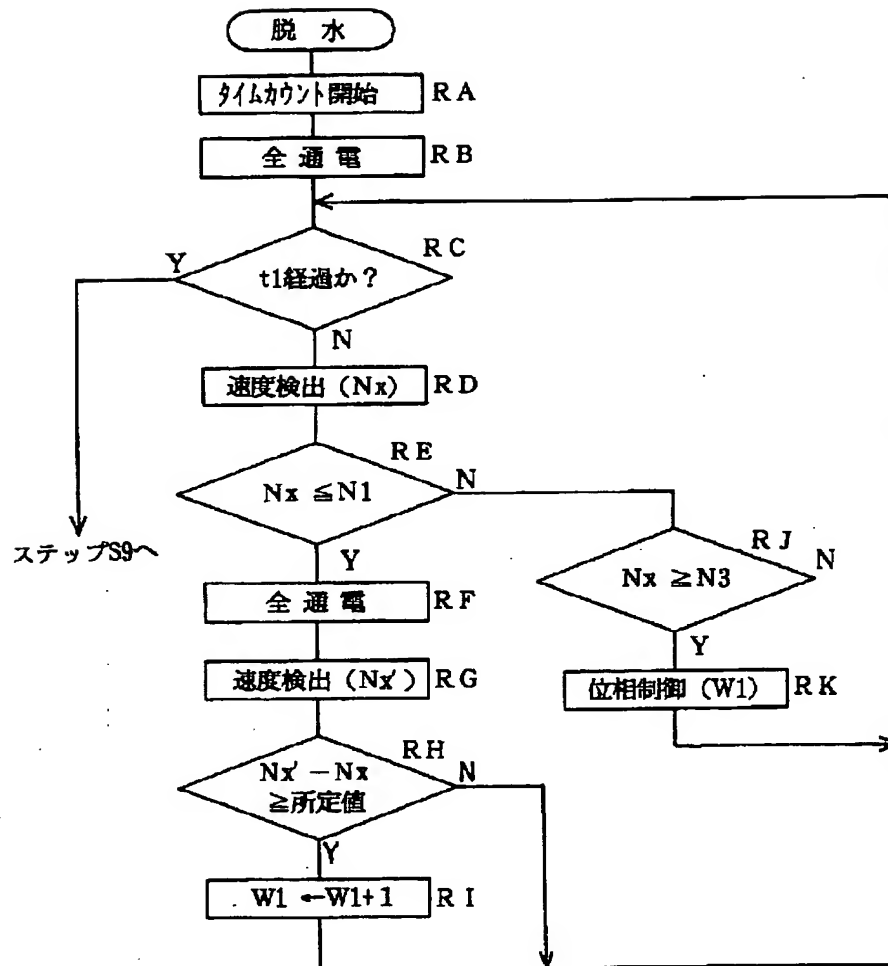 脱 水
タイムカウント開始 RA
全 通 電 RB
RC
Y
t1経過か?
N
速度検出(Nx) RD
RE
N
Nx ≦N1
Y
ステップS9へ
RJ
N
Nx ≧N3
Y
全 通 電 RF
速度検出(Nx′) RG
位相制御(W1) RK
RH
N
Nx′-Nx
≧所定値
Y
W1 ←W1+1 RI